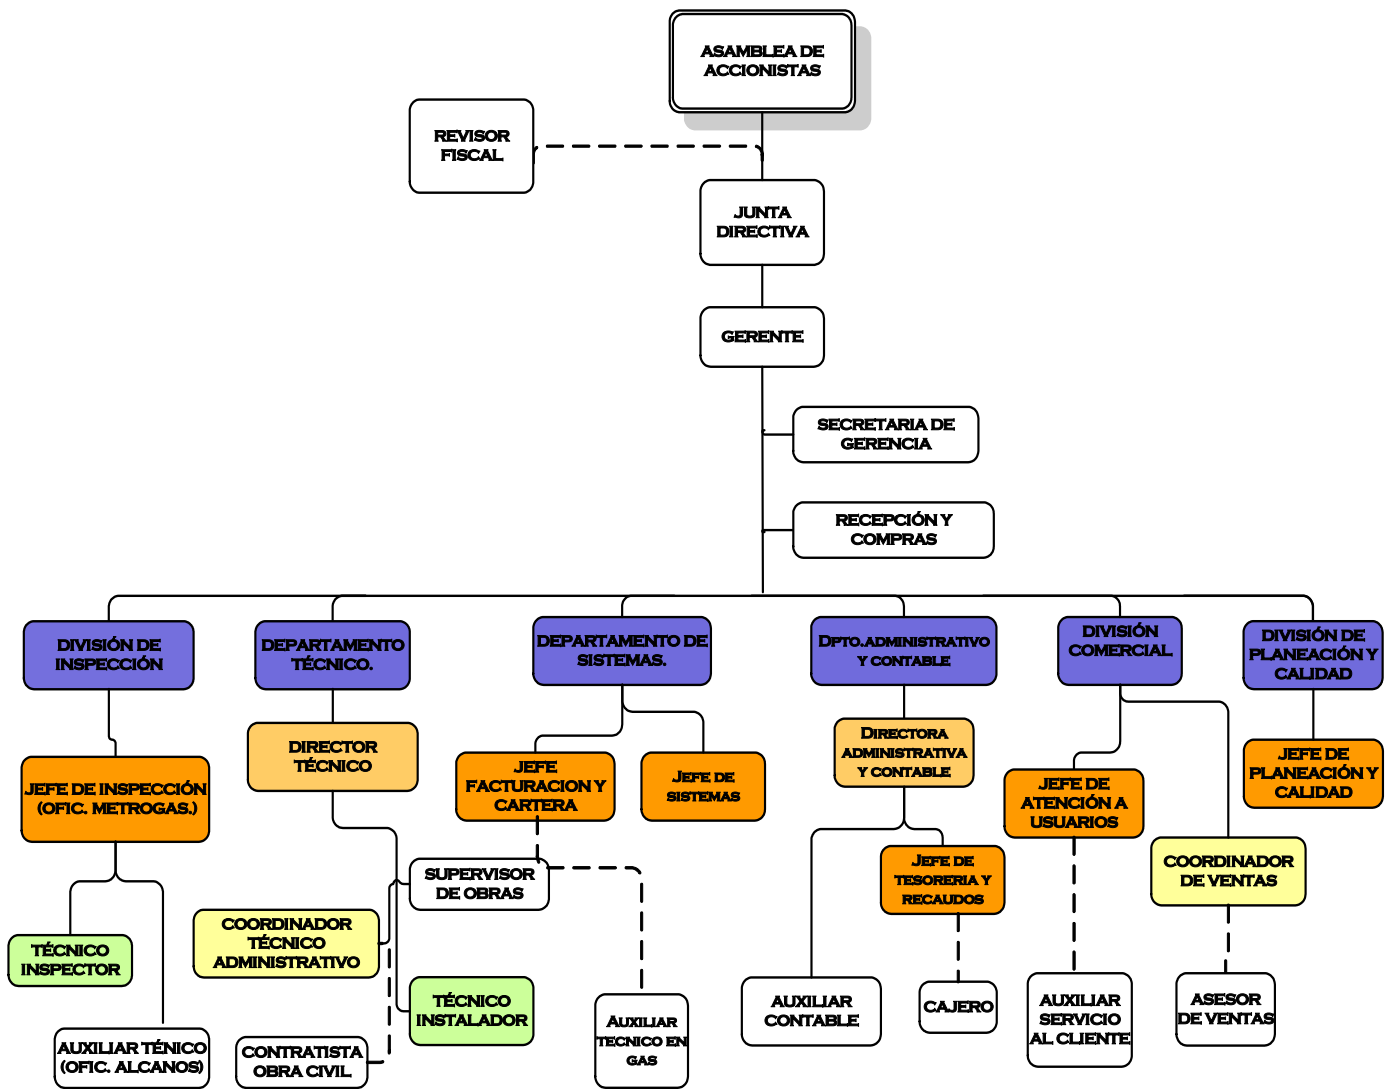 ASAMBLEA DE
ACCIONISTAS
REVISOR
FISCAL
JUNTA
DIRECTIVA
GERENTE
SECRETARIA DE
GERENCIA
RECEPCIÓN Y
COMPRAS
DIVISIÓN DE
INSPECCIÓN
DEPARTAMENTO
TÉCNICO.
DEPARTAMENTO DE
SISTEMAS.
DPTO.ADMINISTRATIVO
Y CONTABLE
DIVISIÓN
COMERCIAL
DIVISIÓN DE
PLANEACIÓN Y
CALIDAD
JEFE DE INSPECCIÓN
(OFIC. METROGAS.)
DIRECTOR
TÉCNICO
JEFE
FACTURACION Y
CARTERA
JEFE DE
SISTEMAS
DIRECTORA
ADMINISTRATIVA
Y CONTABLE
JEFE DE
ATENCIÓN A
USUARIOS
JEFE DE
PLANEACIÓN Y
CALIDAD
SUPERVISOR
DE OBRAS
JEFE DE
TESORERIA Y
RECAUDOS
COORDINADOR
DE VENTAS
TÉCNICO
INSPECTOR
COORDINADOR
TÉCNICO
ADMINISTRATIVO
TÉCNICO
INSTALADOR
AUXILIAR
TECNICO EN
GAS
AUXILIAR
CONTABLE
CAJERO
AUXILIAR
SERVICIO
AL CLIENTE
ASESOR
DE VENTAS
AUXILIAR TÉNICO
(OFIC. ALCANOS)
CONTRATISTA
OBRA CIVIL